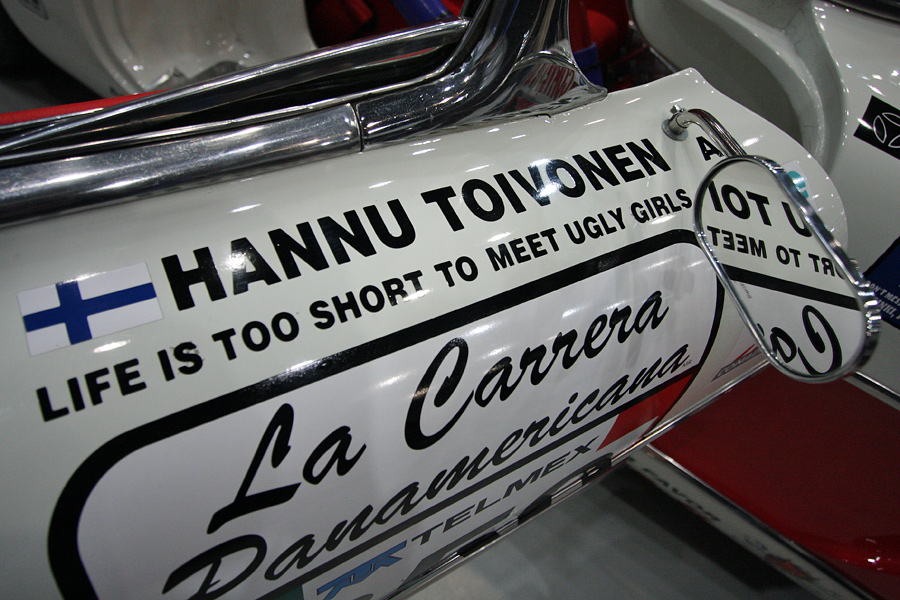 HANNU TOIVONEN
LIFE IS TOO SHORT TO MEET UGLY GIRLS
La Carrera
Panamericana
TELMEX